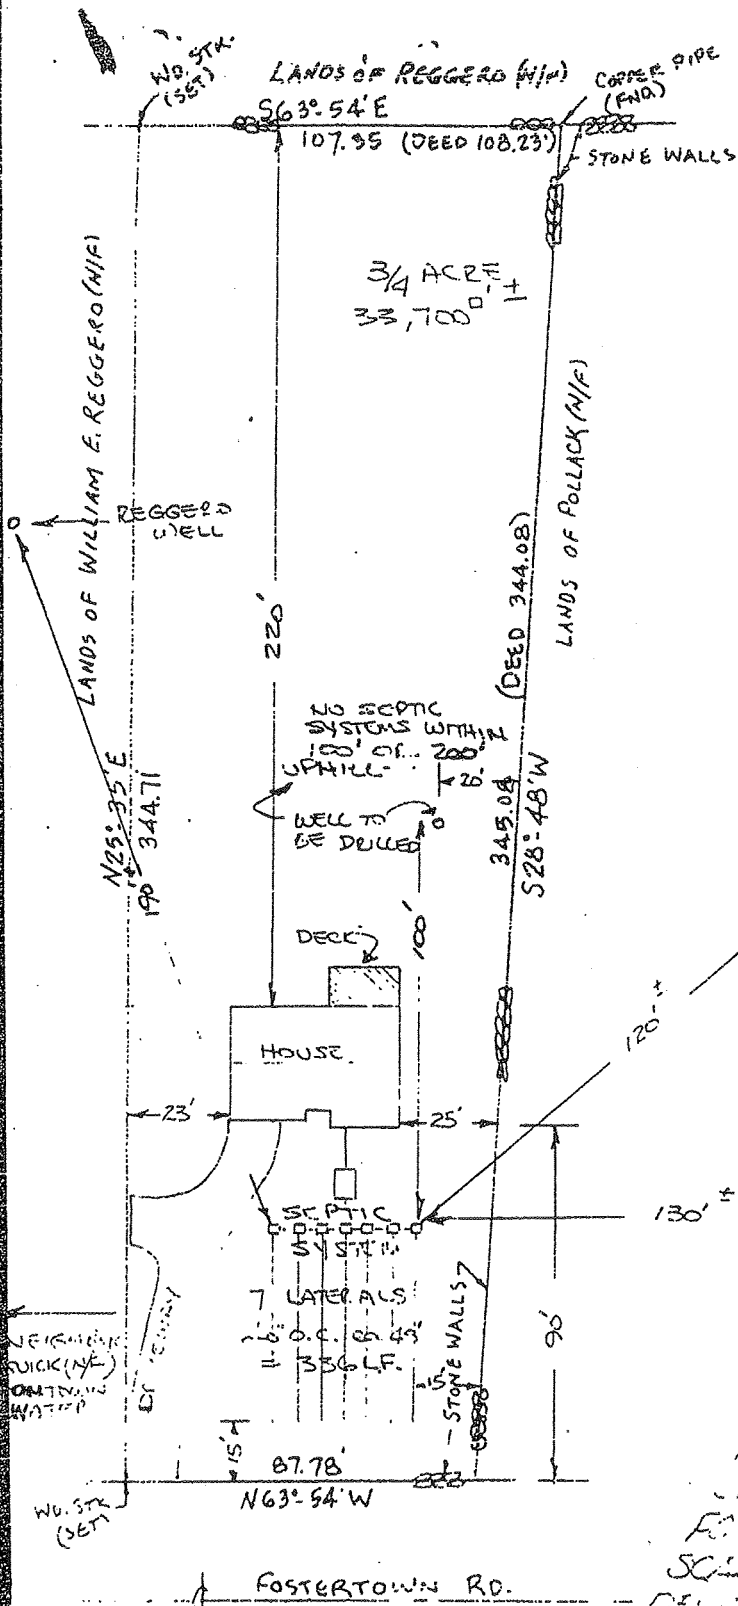 WD. STK.
(SET)
LANDS OF REGGERO (N/F)
COPPER PIPE
(FND.)
S63°-54'E
107.95 (DEED 108.23')
STONE WALLS
3/4 ACRE ±
33,700 □' ±
LANDS OF WILLIAM E. REGGERO (N/F)
LANDS OF POLLACK (N/F)
REGGERO
WELL
220'
(DEED 344.08)
NO SEPTIC
SYSTEMS WITHIN
100' OR 200'
UPHILL
20'
WELL TO
BE DRILLED
345.08
S28°-48'W
N25°-35'E
344.71
190' ±
100'
DECK
HOUSE
120' ±
23'
25'
130' ±
SEPTIC
SYSTEM
7 LATERALS
O.C. @ 48'
= 336 L.F.
15'
STONE WALLS
90'
(N/F)
WATER
15'
87.78'
N63°-54'W
WD. STK
(SET)
FOSTERTOWN RD.